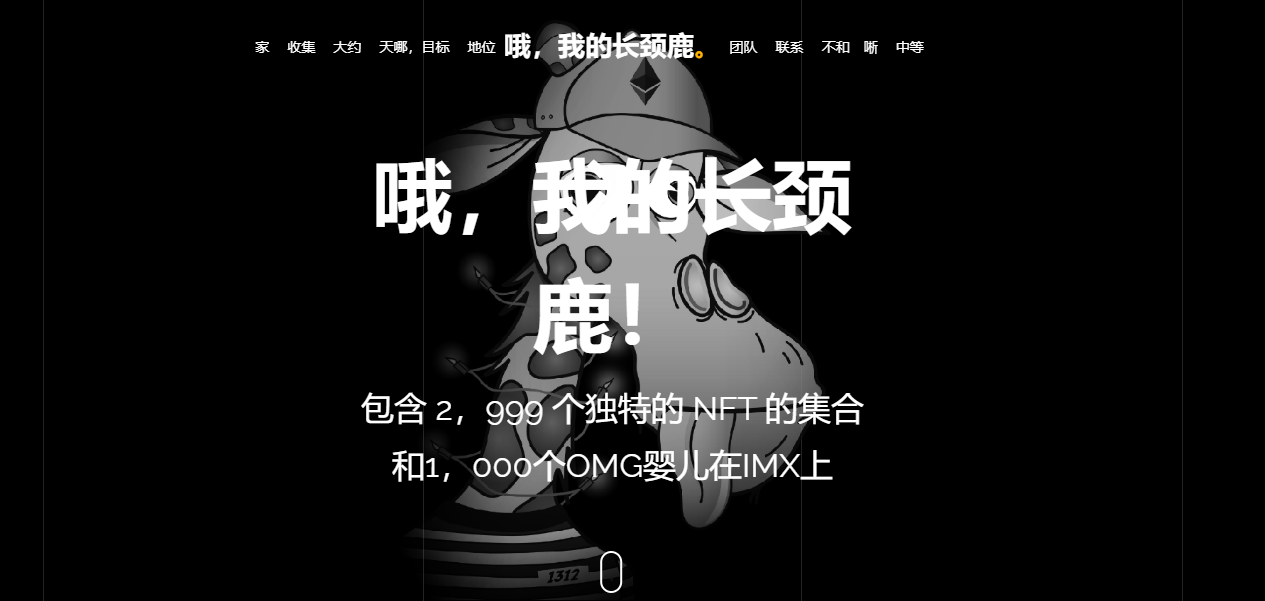 家 收集 大约 天哪，目标 地位 哦，我的长颈鹿。 团队 联系 不和 晰 中等
哦，我的长颈
鹿！
包含 2，999 个独特的 NFT 的集合
和1，000个OMG婴儿在IMX上
1312